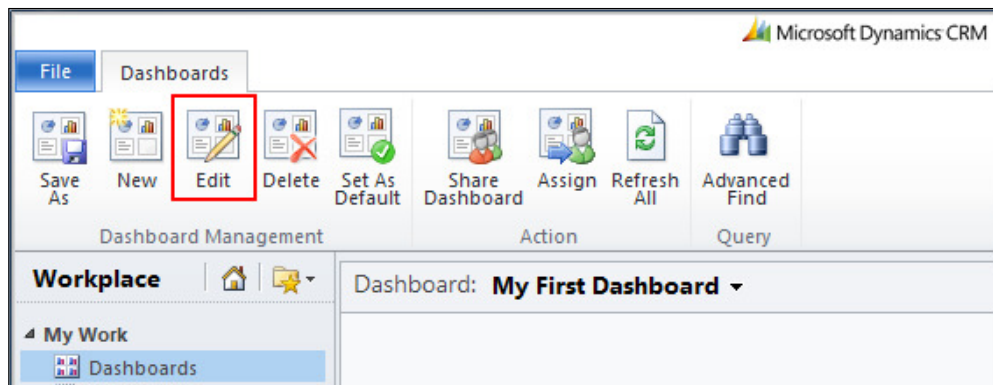 Microsoft Dynamics CRM
File Dashboards
Save As New Edit Delete Set As Default Share Dashboard Assign Refresh All Advanced Find
Dashboard Management Action Query
Workplace Dashboard: My First Dashboard
My Work
Dashboards